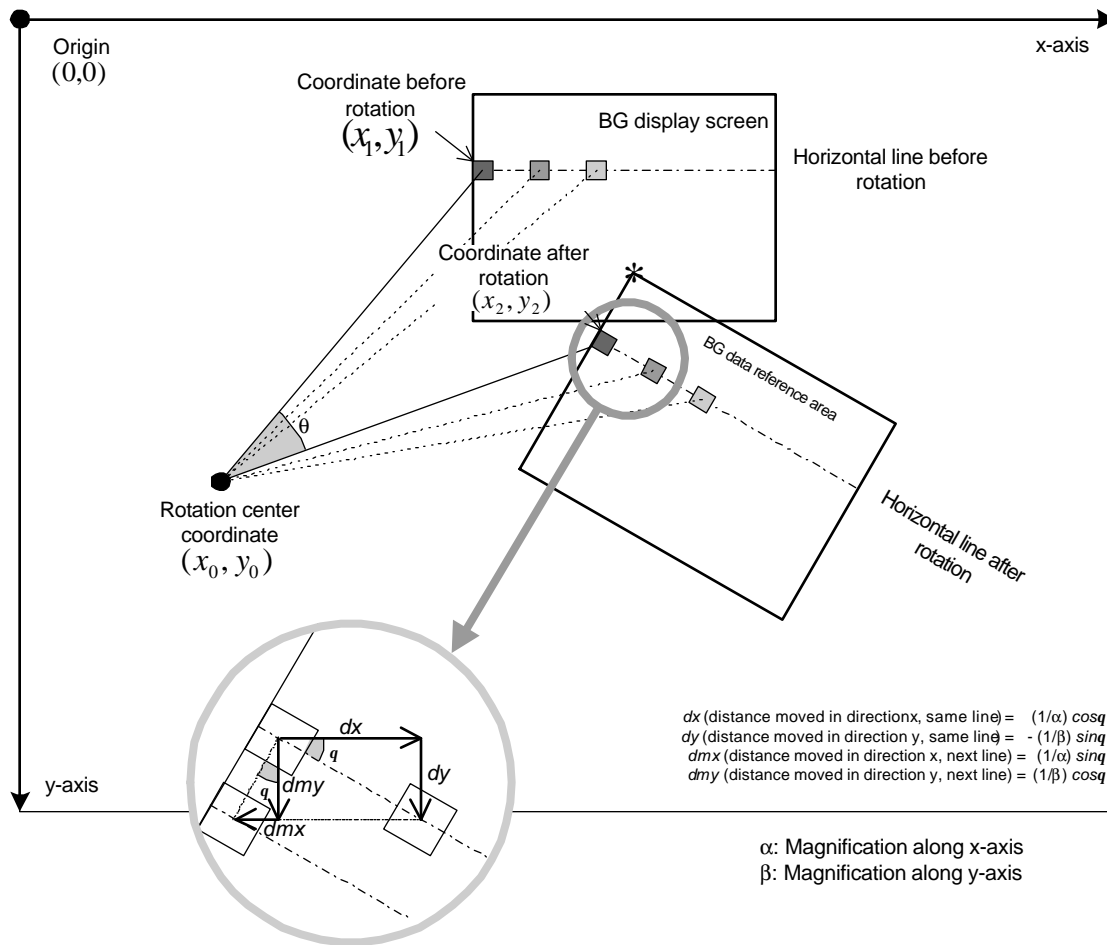 Origin
(0,0)
x-axis
Coordinate before
rotation
(x1, y1)
BG display screen
Horizontal line before
rotation
Coordinate after
rotation
(x2, y2)
*
BG data reference area
θ
Rotation center
coordinate
(x0, y0)
Horizontal line after
rotation
dx
q
dy
dmy
q
dmx
dx (distance moved in directionx, same line) = (1/α) cosq
dy (distance moved in direction y, same line) = - (1/β) sinq
dmx (distance moved in direction x, next line) = (1/α) sinq
dmy (distance moved in direction y, next line) = (1/β) cosq
y-axis
α: Magnification along x-axis
β: Magnification along y-axis